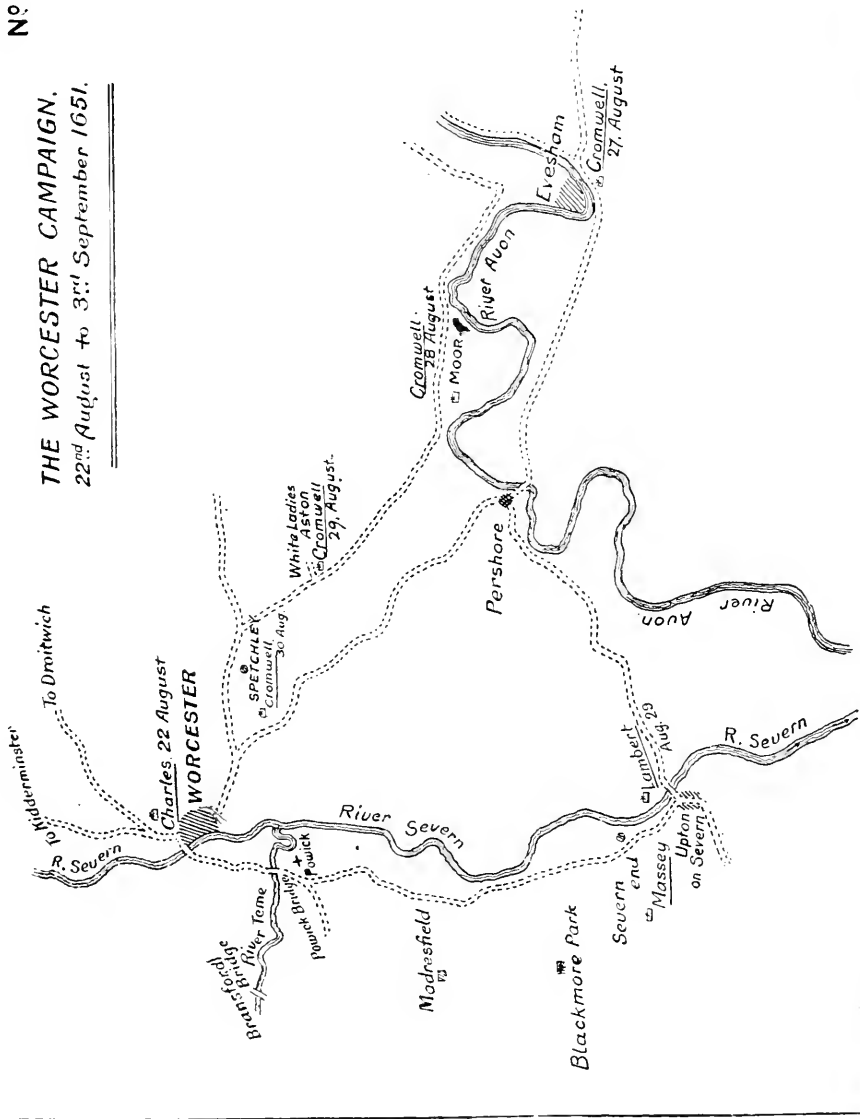 Nº
THE WORCESTER CAMPAIGN.
22nd August to 3rd September 1651.
To Droitwich
To Kidderminster
Charles 22 August
WORCESTER
R. Severn
SPETCHLEY
Cromwell
30 Aug
White Ladies
Aston
Cromwell
29. August.
Cromwell.
28 August
MOOR
River Avon
Evesham
Cromwell.
27. August
Pershore
River
Avon
River
Severn
Powick
Powick Bridge
River Teme
Bransford
Bridge
Madresfield
Blackmore Park
Severn
end
Massey
Lambert
Aug. 29
Upton
on Severn
R. Severn